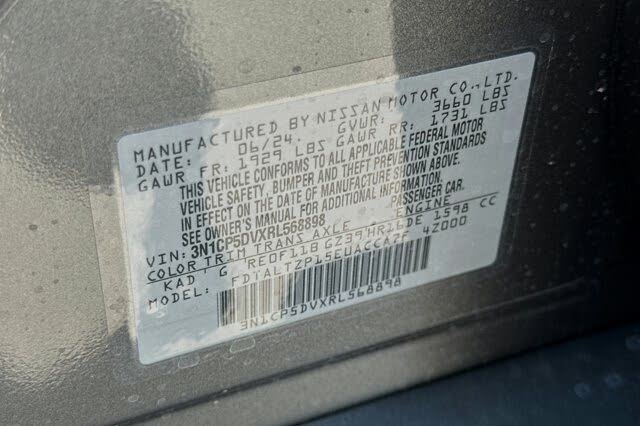 MANUFACTURED BY NISSAN MOTOR CO., LTD.
DATE: 06/24 GVWR: 3660 LBS
GAWR FR: 1929 LBS GAWR RR: 1731 LBS
THIS VEHICLE CONFORMS TO ALL APPLICABLE FEDERAL MOTOR
VEHICLE SAFETY, BUMPER AND THEFT PREVENTION STANDARDS
IN EFFECT ON THE DATE OF MANUFACTURE SHOWN ABOVE.
SEE OWNER'S MANUAL FOR ADDITIONAL INFORMATION.
VIN: 3N1CP5DVXRL568898 PASSENGER CAR
COLOR TRIM TRANS AXLE ENGINE
KAD G RE0F11B GZ39 HR16DE 1598 CC
MODEL: FDTALTZP15EUACCA7F 4Z000
3N1CP5DVXRL568898